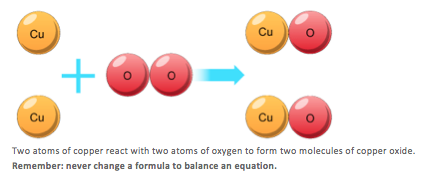 Cu
Cu O
O O
Cu
Cu O
Two atoms of copper react with two atoms of oxygen to form two molecules of copper oxide.
Remember: never change a formula to balance an equation.